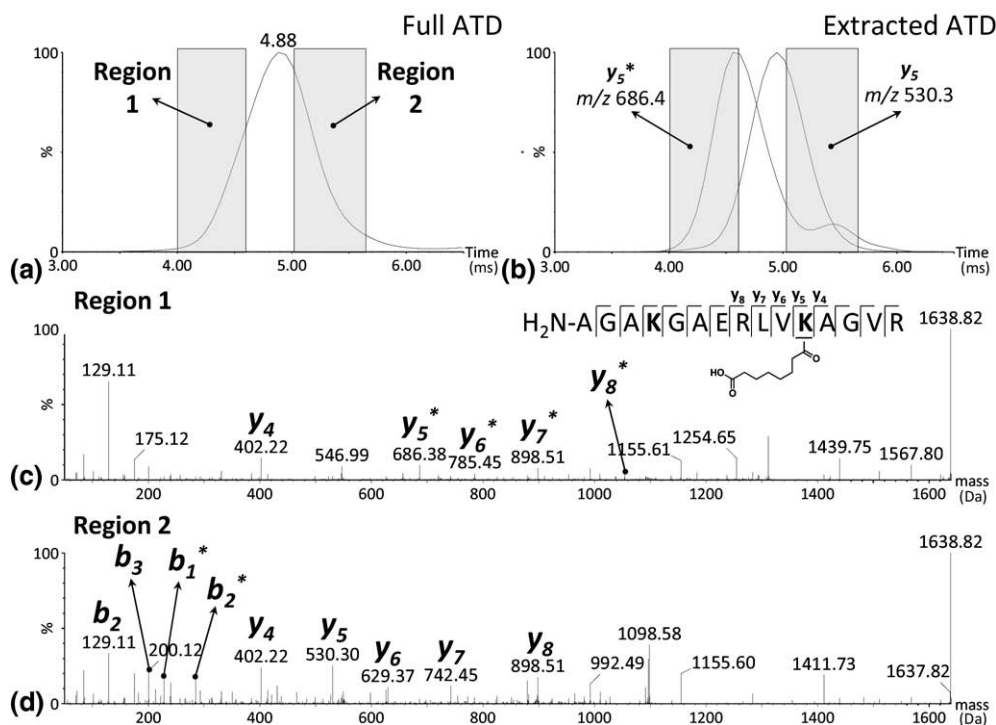 Full ATD
4.88
100
%
0
Region
1
Region
2
3.00
4.00
5.00
6.00
Time
(ms)
(a)
Extracted ATD
100
%
0
y5*
m/z 686.4
y5
m/z 530.3
3.00
4.00
5.00
6.00
Time
(ms)
(b)
Region 1
y8 y7 y6 y5 y4
H2N-AGAKGAERLVKAGVR
O
HO
O
1638.82
100
%
0
129.11
175.12
y4
402.22
546.99
y5*
686.38
y6*
785.45
y7*
898.51
y8*
1155.61
1254.65
1439.75
1567.80
(c)
200 400 600 800 1000 1200 1400 1600
mass
(Da)
Region 2
1638.82
100
%
0
b2
129.11
b3
200.12
b1*
b2*
y4
402.22
y5
530.30
y6
629.37
y7
742.45
y8
898.51
992.49
1098.58
1155.60
1411.73
1637.82
(d)
200 400 600 800 1000 1200 1400 1600
mass
(Da)